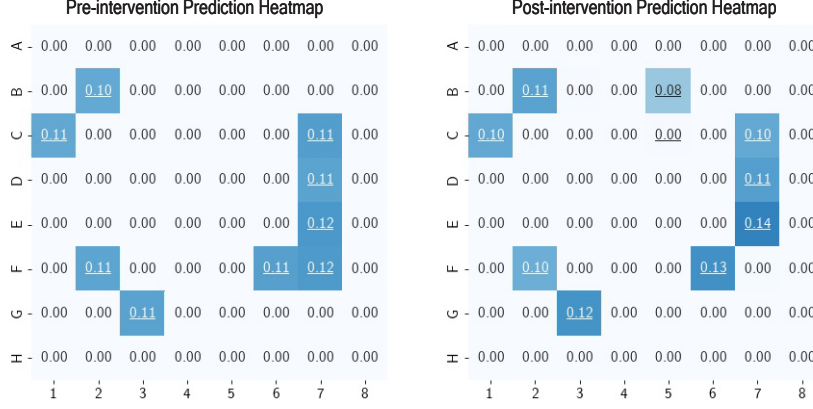 Pre-intervention Prediction Heatmap Post-intervention Prediction Heatmap
A 0.00 0.00 0.00 0.00 0.00 0.00 0.00 0.00 A 0.00 0.00 0.00 0.00 0.00 0.00 0.00 0.00
B 0.00 0.10 0.00 0.00 0.00 0.00 0.00 0.00 B 0.00 0.11 0.00 0.00 0.08 0.00 0.00 0.00
C 0.11 0.00 0.00 0.00 0.00 0.00 0.11 0.00 C 0.10 0.00 0.00 0.00 0.00 0.00 0.10 0.00
D 0.00 0.00 0.00 0.00 0.00 0.00 0.11 0.00 D 0.00 0.00 0.00 0.00 0.00 0.00 0.11 0.00
E 0.00 0.00 0.00 0.00 0.00 0.00 0.12 0.00 E 0.00 0.00 0.00 0.00 0.00 0.00 0.14 0.00
F 0.00 0.11 0.00 0.00 0.00 0.11 0.12 0.00 F 0.00 0.10 0.00 0.00 0.00 0.13 0.00 0.00
G 0.00 0.00 0.11 0.00 0.00 0.00 0.00 0.00 G 0.00 0.00 0.12 0.00 0.00 0.00 0.00 0.00
H 0.00 0.00 0.00 0.00 0.00 0.00 0.00 0.00 H 0.00 0.00 0.00 0.00 0.00 0.00 0.00 0.00
1 2 3 4 5 6 7 8 1 2 3 4 5 6 7 8